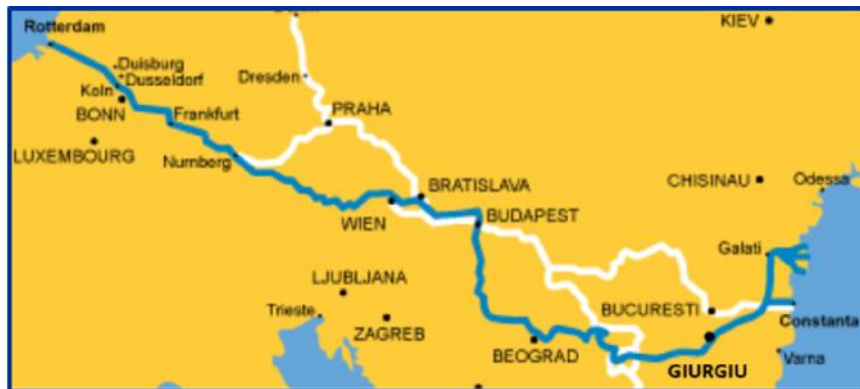 Rotterdam
KIEV
Duisburg
Dusseldorf
Dresden
Koln
BONN
PRAHA
Frankfurt
LUXEMBOURG
Nurnberg
CHISINAU
Odessa
BRATISLAVA
WIEN
BUDAPEST
Galati
LJUBLJANA
Trieste
BUCURESTI
ZAGREB
Constanta
BEOGRAD
Varna
GIURGIU